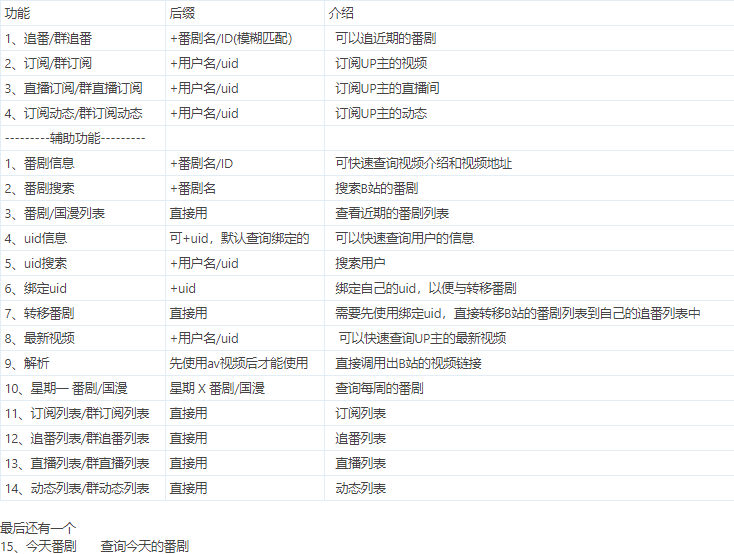 功能 后缀 介绍
1、追番/群追番 +番剧名/ID(模糊匹配) 可以追近期的番剧
2、订阅/群订阅 +用户名/uid 订阅UP主的视频
3、直播订阅/群直播订阅 +用户名/uid 订阅UP主的直播间
4、订阅动态/群订阅动态 +用户名/uid 订阅UP主的动态
---------辅助功能---------
1、番剧信息 +番剧名/ID 可快速查询视频介绍和视频地址
2、番剧搜索 +番剧名 搜索B站的番剧
3、番剧/国漫列表 直接用 查看近期的番剧列表
4、uid信息 可+uid，默认查询绑定的 可以快速查询用户的信息
5、uid搜索 +用户名/uid 搜索用户
6、绑定uid +uid 绑定自己的uid，以便与转移番剧
7、转移番剧 直接用 需要先使用绑定uid，直接转移B站的番剧列表到自己的追番列表中
8、最新视频 +用户名/uid 可以快速查询UP主的最新视频
9、解析 先使用av视频后才能使用 直接调用出B站的视频链接
10、星期一 番剧/国漫 星期 X 番剧/国漫 查询每周的番剧
11、订阅列表/群订阅列表 直接用 订阅列表
12、追番列表/群追番列表 直接用 追番列表
13、直播列表/群直播列表 直接用 直播列表
14、动态列表/群动态列表 直接用 动态列表
最后还有一个
15、今天番剧 查询今天的番剧